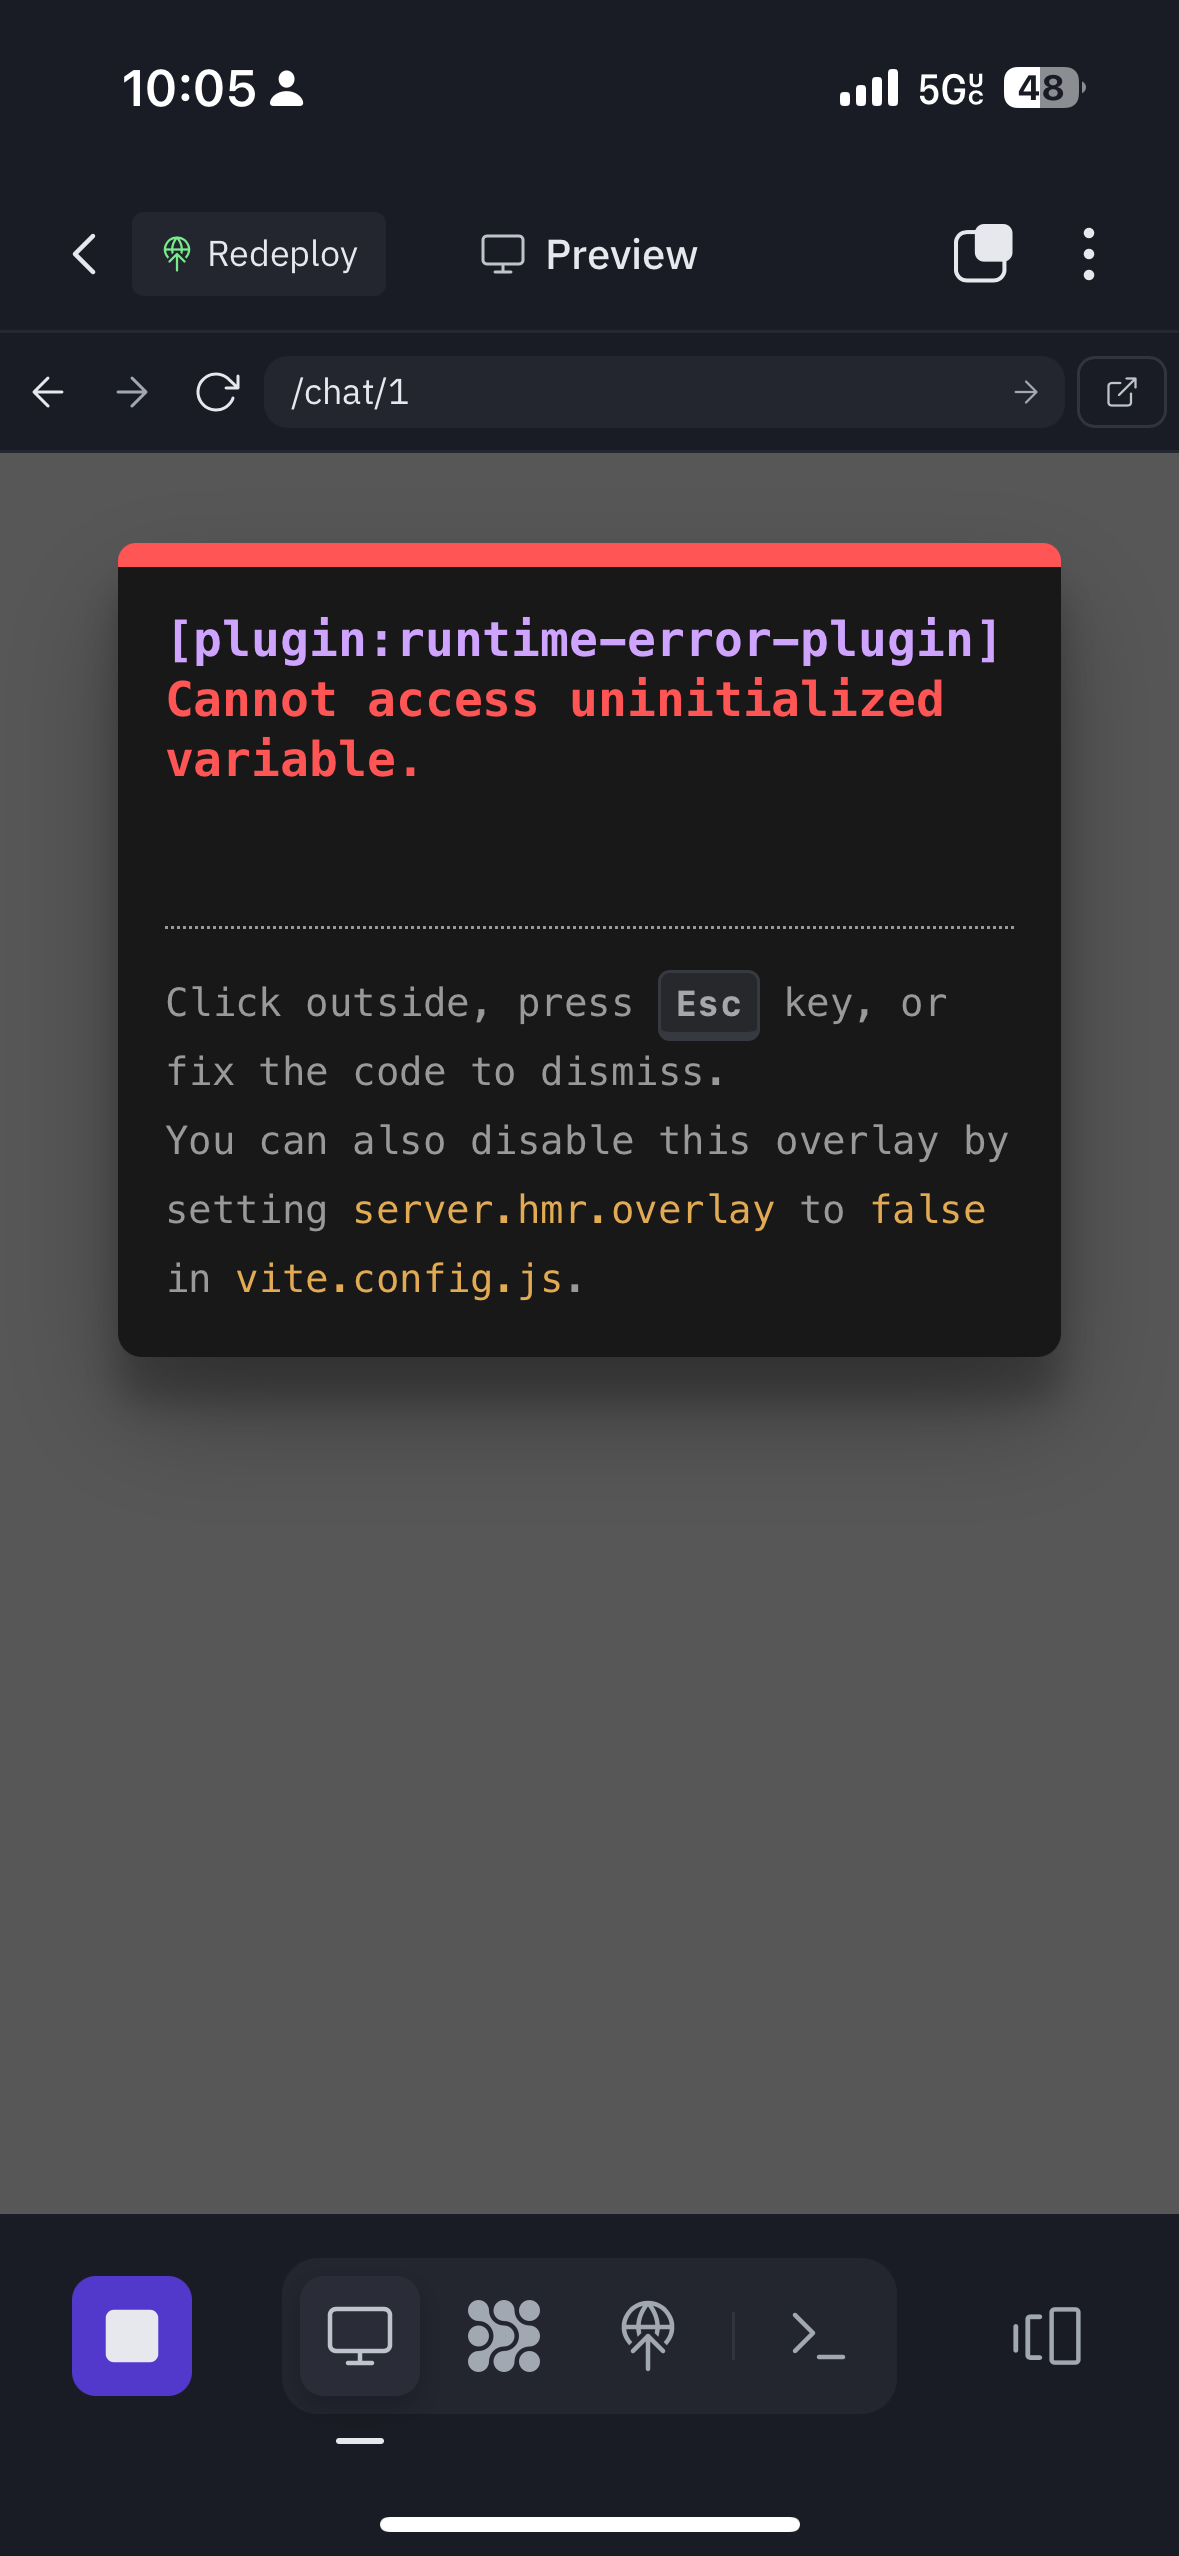 10:05
5GUC
48
Redeploy
Preview
/chat/1
[plugin:runtime-error-plugin]
Cannot access uninitialized
variable.
Click outside, press Esc key, or
fix the code to dismiss.
You can also disable this overlay by
setting server.hmr.overlay to false
in vite.config.js.